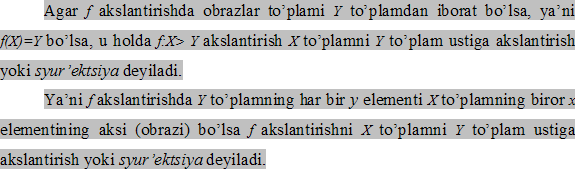 Agar f akslantirishda obrazlar to’plami Y to’plamdan iborat bo’lsa, ya’ni
f(X)=Y bo’lsa, u holda f:X> Y akslantirish X to’plamni Y to’plam ustiga akslantirish
yoki syur’ektsiya deyiladi.
Ya’ni f akslantirishda Y to’plamning har bir y elementi X to’plamning biror x
elementining aksi (obrazi) bo’lsa f akslantirishni X to’plamni Y to’plam ustiga
akslantirish yoki syur’ektsiya deyiladi.